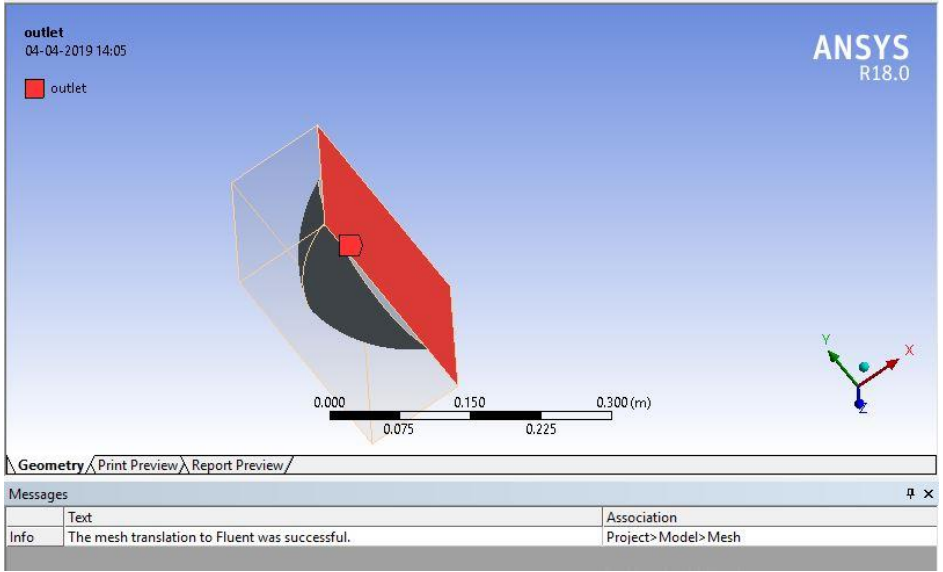 outlet
04-04-2019 14:05
outlet
ANSYS
R18.0
Y
X
Z
0.000 0.150 0.300 (m)
0.075 0.225
Geometry Print Preview Report Preview
Messages
Text Association
Info The mesh translation to Fluent was successful. Project>Model>Mesh